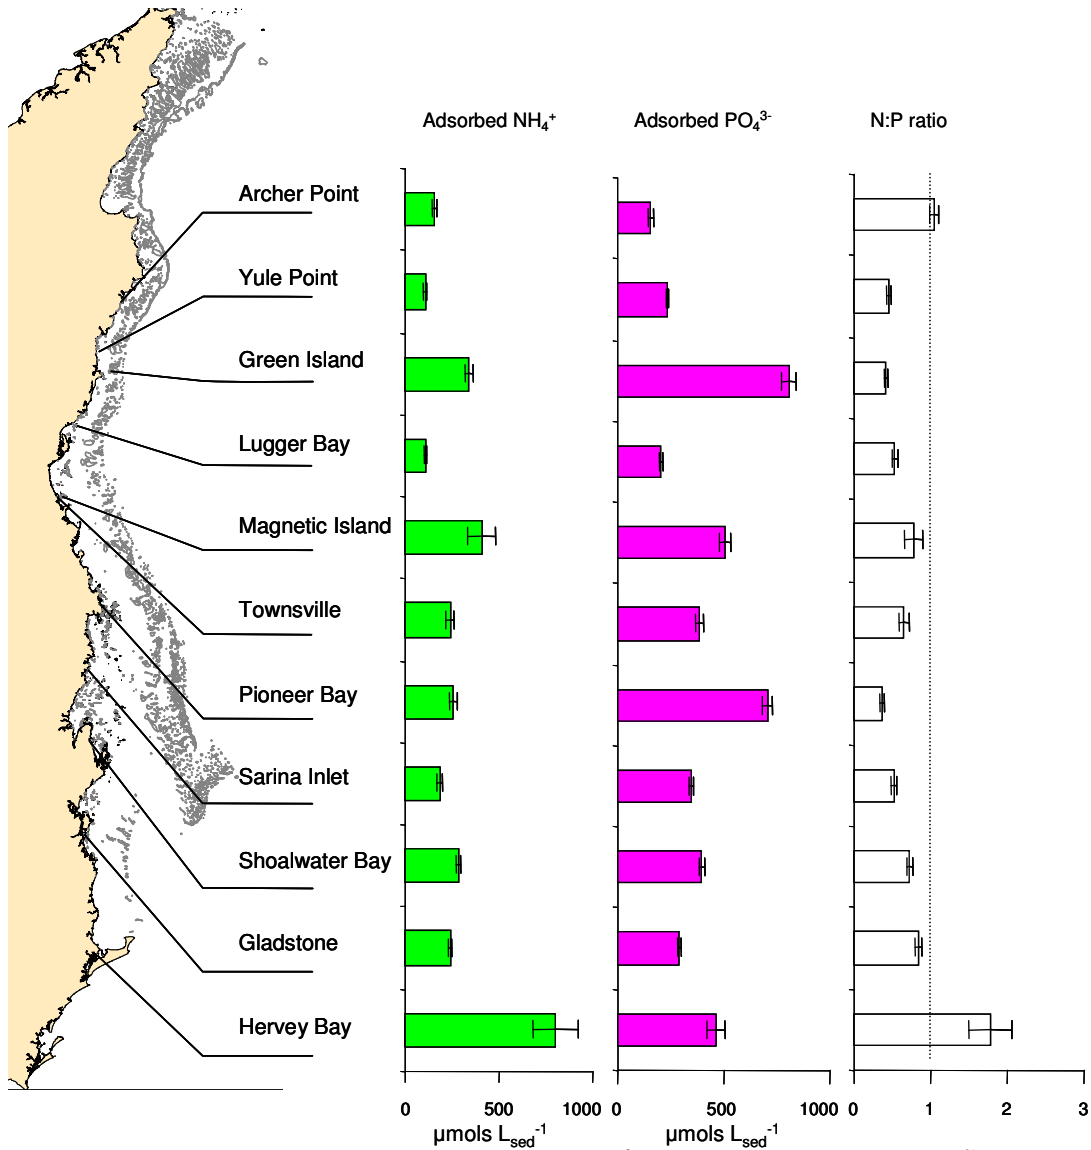 Adsorbed NH₄⁺ Adsorbed PO₄³⁻ N:P ratio
Archer Point
Yule Point
Green Island
Lugger Bay
Magnetic Island
Townsville
Pioneer Bay
Sarina Inlet
Shoalwater Bay
Gladstone
Hervey Bay
0 500 1000 0 500 1000 0 1 2 3
µmols L_sed⁻¹ µmols L_sed⁻¹